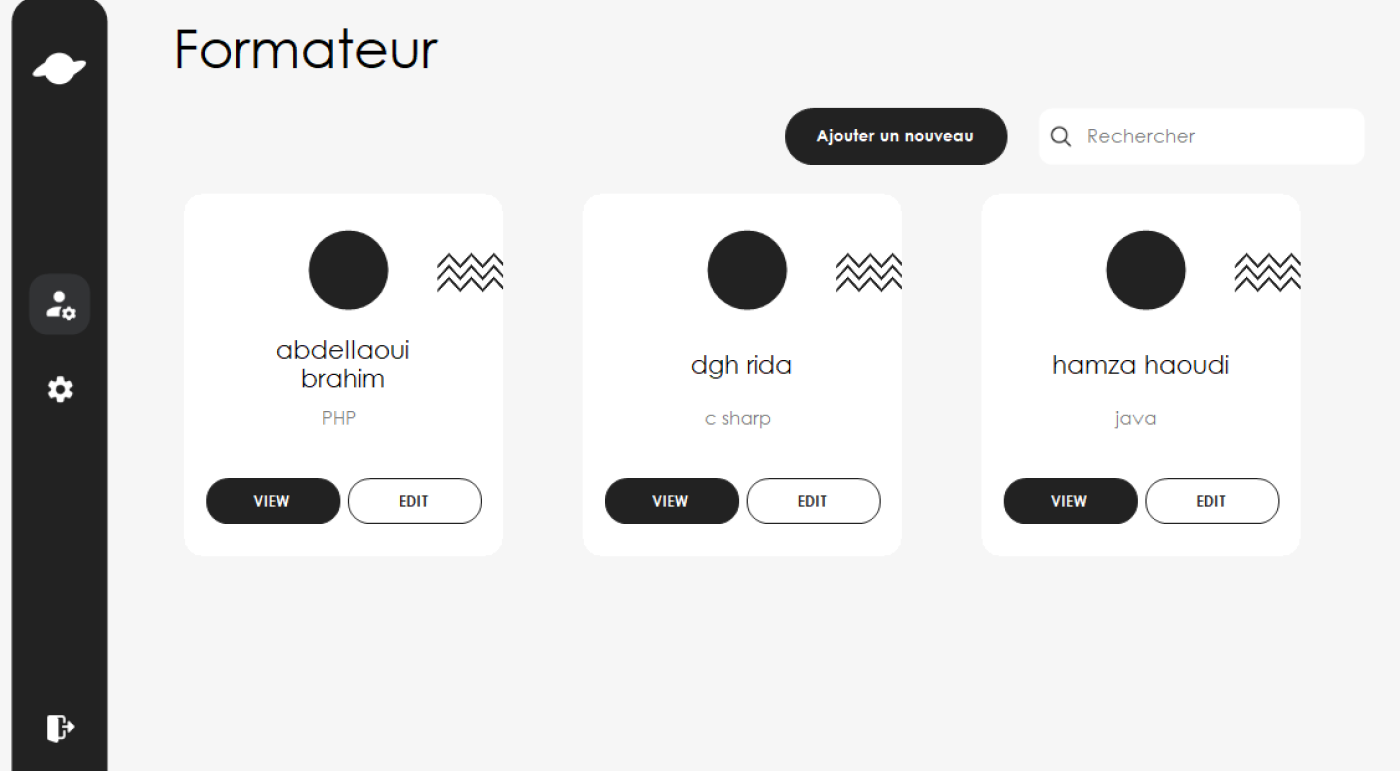 Formateur
Ajouter un nouveau
Rechercher
abdellaoui
brahim
PHP
VIEW
EDIT
dgh rida
c sharp
VIEW
EDIT
hamza haoudi
java
VIEW
EDIT